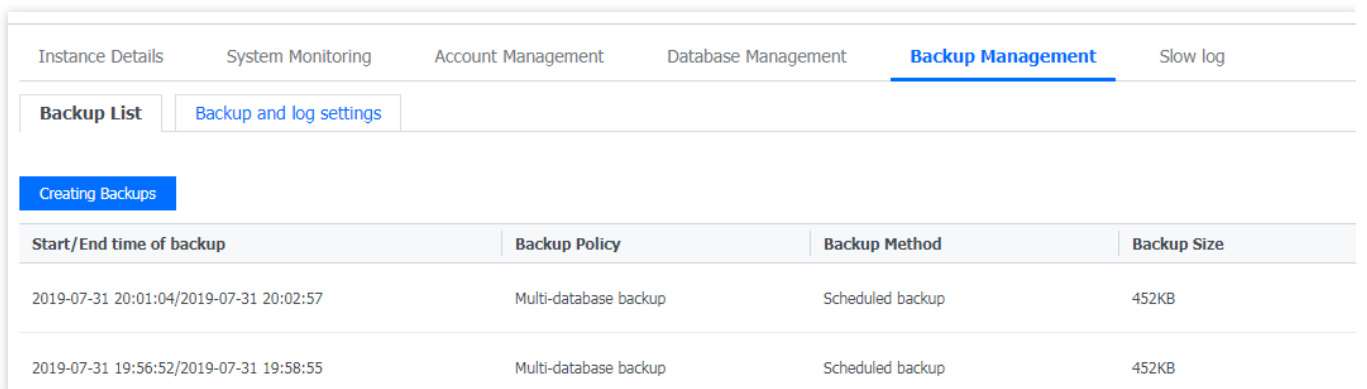 Instance Details System Monitoring Account Management Database Management Backup Management Slow log
Backup List Backup and log settings
Creating Backups
Start/End time of backup Backup Policy Backup Method Backup Size
2019-07-31 20:01:04/2019-07-31 20:02:57 Multi-database backup Scheduled backup 452KB
2019-07-31 19:56:52/2019-07-31 19:58:55 Multi-database backup Scheduled backup 452KB